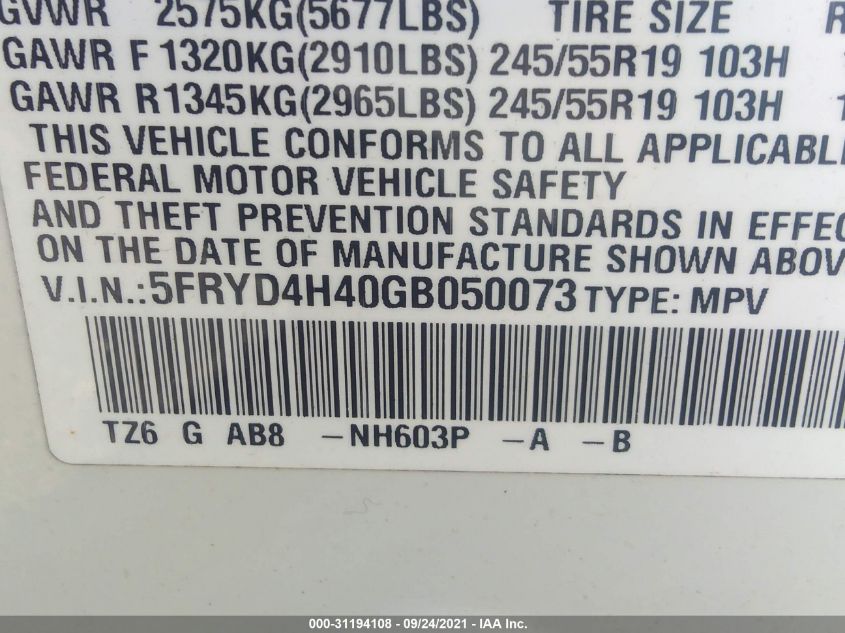 GVWR 2575KG(5677LBS) TIRE SIZE
GAWR F 1320KG(2910LBS) 245/55R19 103H
GAWR R1345KG(2965LBS) 245/55R19 103H
THIS VEHICLE CONFORMS TO ALL APPLICABL
FEDERAL MOTOR VEHICLE SAFETY
AND THEFT PREVENTION STANDARDS IN EFFEC
ON THE DATE OF MANUFACTURE SHOWN ABOV
V.I.N.:5FRYD4H40GB050073 TYPE: MPV
TZ6 G AB8 -NH603P -A -B
000-31194108 - 09/24/2021 - IAA Inc.